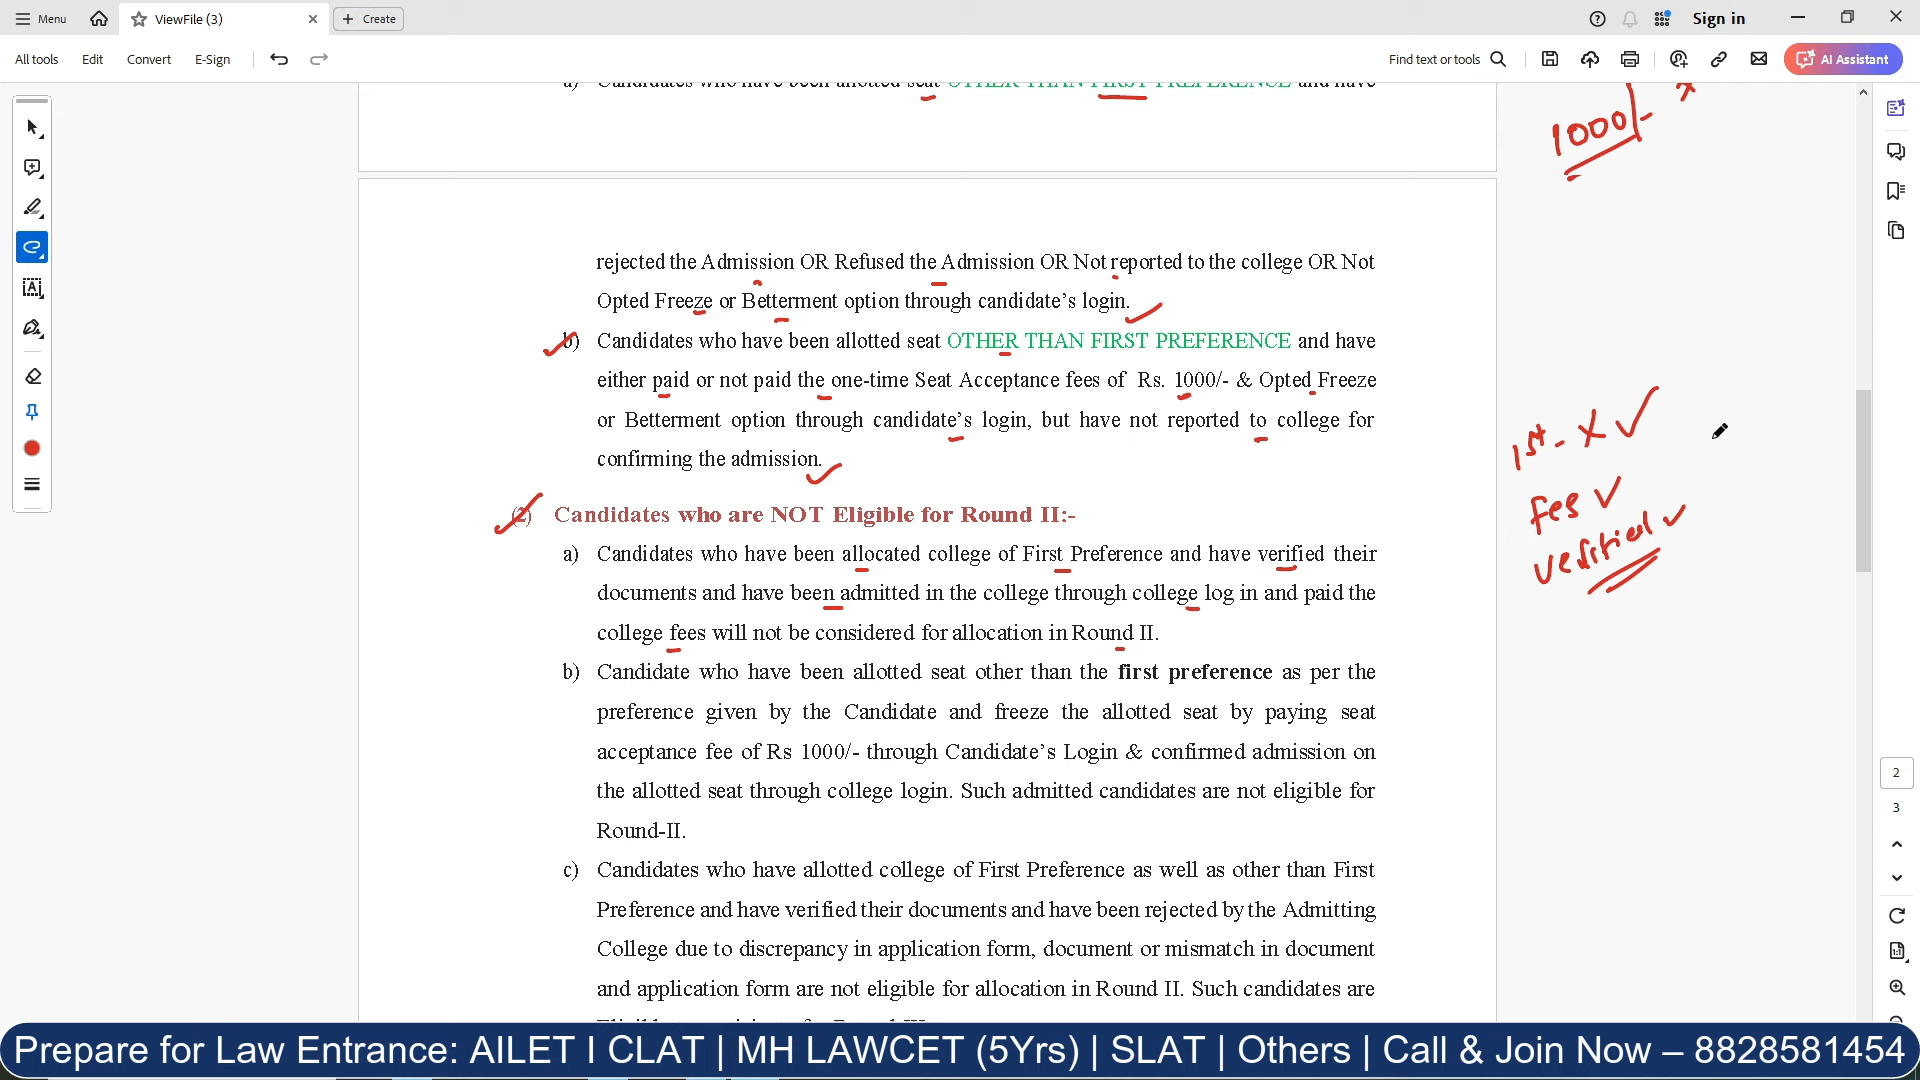 Menu
ViewFile (3)
Create
Sign in
All tools
Edit
Convert
E-Sign
Find text or tools
AI Assistant
a) Candidates who have been allotted seat OTHER THAN FIRST PREFERENCE and have
1000/- x
rejected the Admission OR Refused the Admission OR Not reported to the college OR Not
Opted Freeze or Betterment option through candidate's login.
b) Candidates who have been allotted seat OTHER THAN FIRST PREFERENCE and have
either paid or not paid the one-time Seat Acceptance fees of Rs. 1000/- & Opted Freeze
or Betterment option through candidate's login, but have not reported to college for
confirming the admission.
1st - x ✓
Fees ✓
Verified ✓
(2) Candidates who are NOT Eligible for Round II:-
a) Candidates who have been allocated college of First Preference and have verified their
documents and have been admitted in the college through college log in and paid the
college fees will not be considered for allocation in Round II.
b) Candidate who have been allotted seat other than the first preference as per the
preference given by the Candidate and freeze the allotted seat by paying seat
acceptance fee of Rs 1000/- through Candidate's Login & confirmed admission on
the allotted seat through college login. Such admitted candidates are not eligible for
Round-II.
c) Candidates who have allotted college of First Preference as well as other than First
Preference and have verified their documents and have been rejected by the Admitting
College due to discrepancy in application form, document or mismatch in document
and application form are not eligible for allocation in Round II. Such candidates are
2
3
Prepare for Law Entrance: AILET I CLAT | MH LAWCET (5Yrs) | SLAT | Others | Call & Join Now – 8828581454